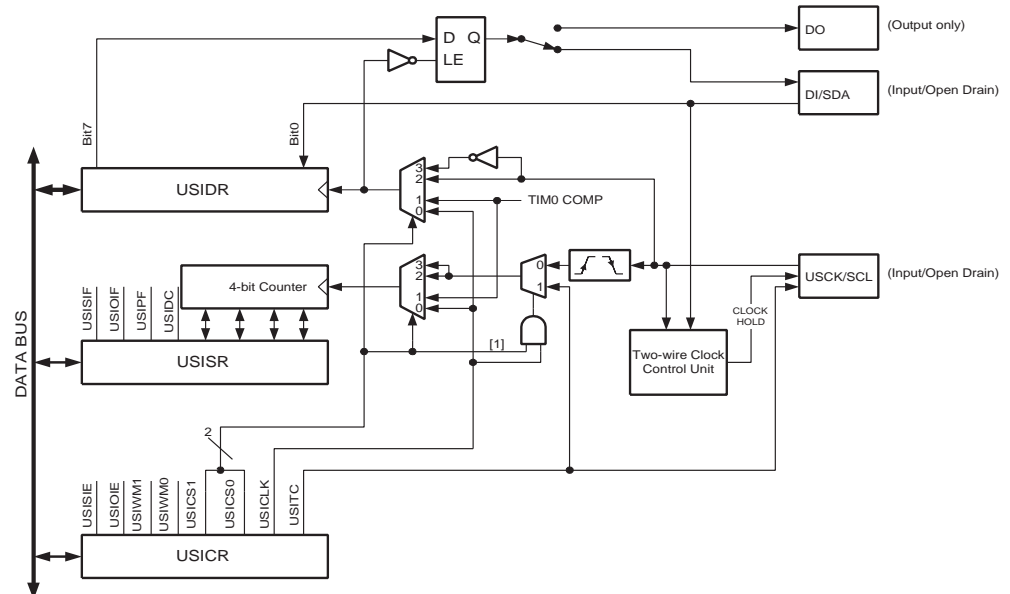 D Q
LE
DO
(Output only)
DI/SDA
(Input/Open Drain)
Bit7
Bit0
USIDR
3
2
1
0
TIM0 COMP
DATA BUS
USISIF
USIOIF
USIPF
USIDC
4-bit Counter
3
2
1
0
0
1
[1]
USISR
USCK/SCL
(Input/Open Drain)
CLOCK
HOLD
Two-wire Clock
Control Unit
2
USISIE
USIOIE
USIWM1
USIWM0
USICS1
USICS0
USICLK
USITC
USICR